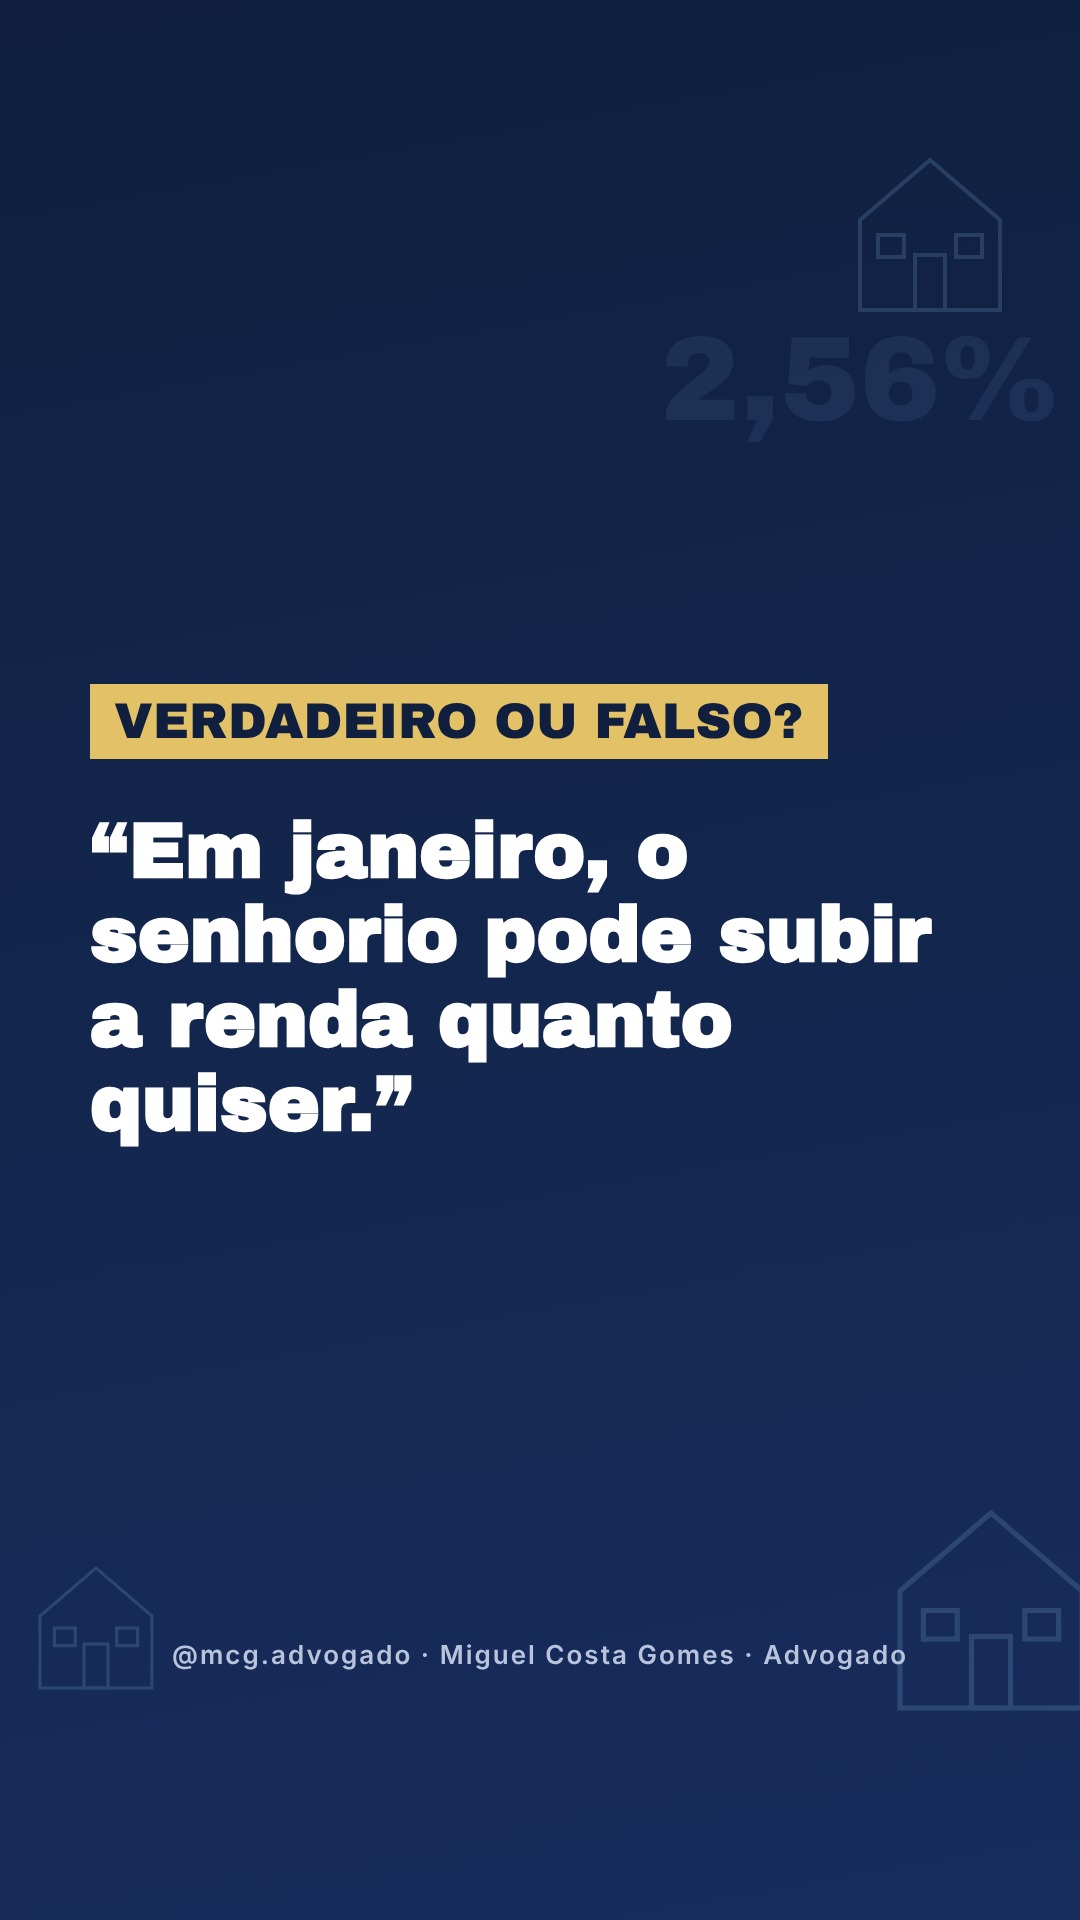 2,56%
VERDADEIRO OU FALSO?
“Em janeiro, o
senhorio pode subir
a renda quanto
quiser.”
@mcg.advogado · Miguel Costa Gomes · Advogado